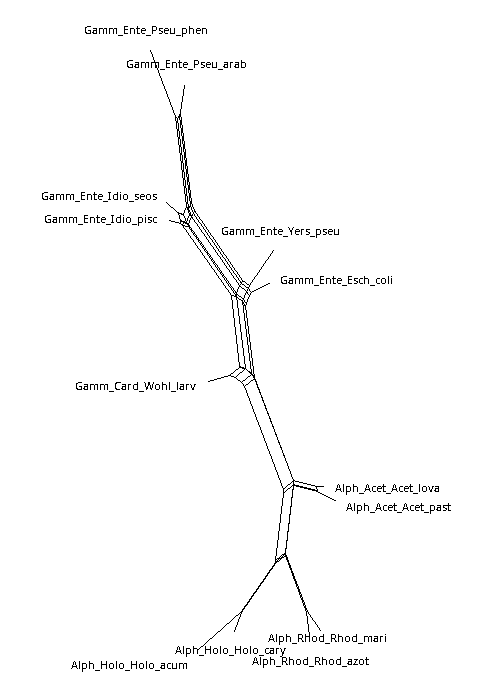 Gamm_Ente_Pseu_phen
Gamm_Ente_Pseu_arab
Gamm_Ente_Idio_seos
Gamm_Ente_Idio_pisc
Gamm_Ente_Yers_pseu
Gamm_Ente_Esch_coli
Gamm_Card_Wohl_larv
Alph_Acet_Acet_lova
Alph_Acet_Acet_past
Alph_Rhod_Rhod_mari
Alph_Holo_Holo_cary
Alph_Rhod_Rhod_azot
Alph_Holo_Holo_acum